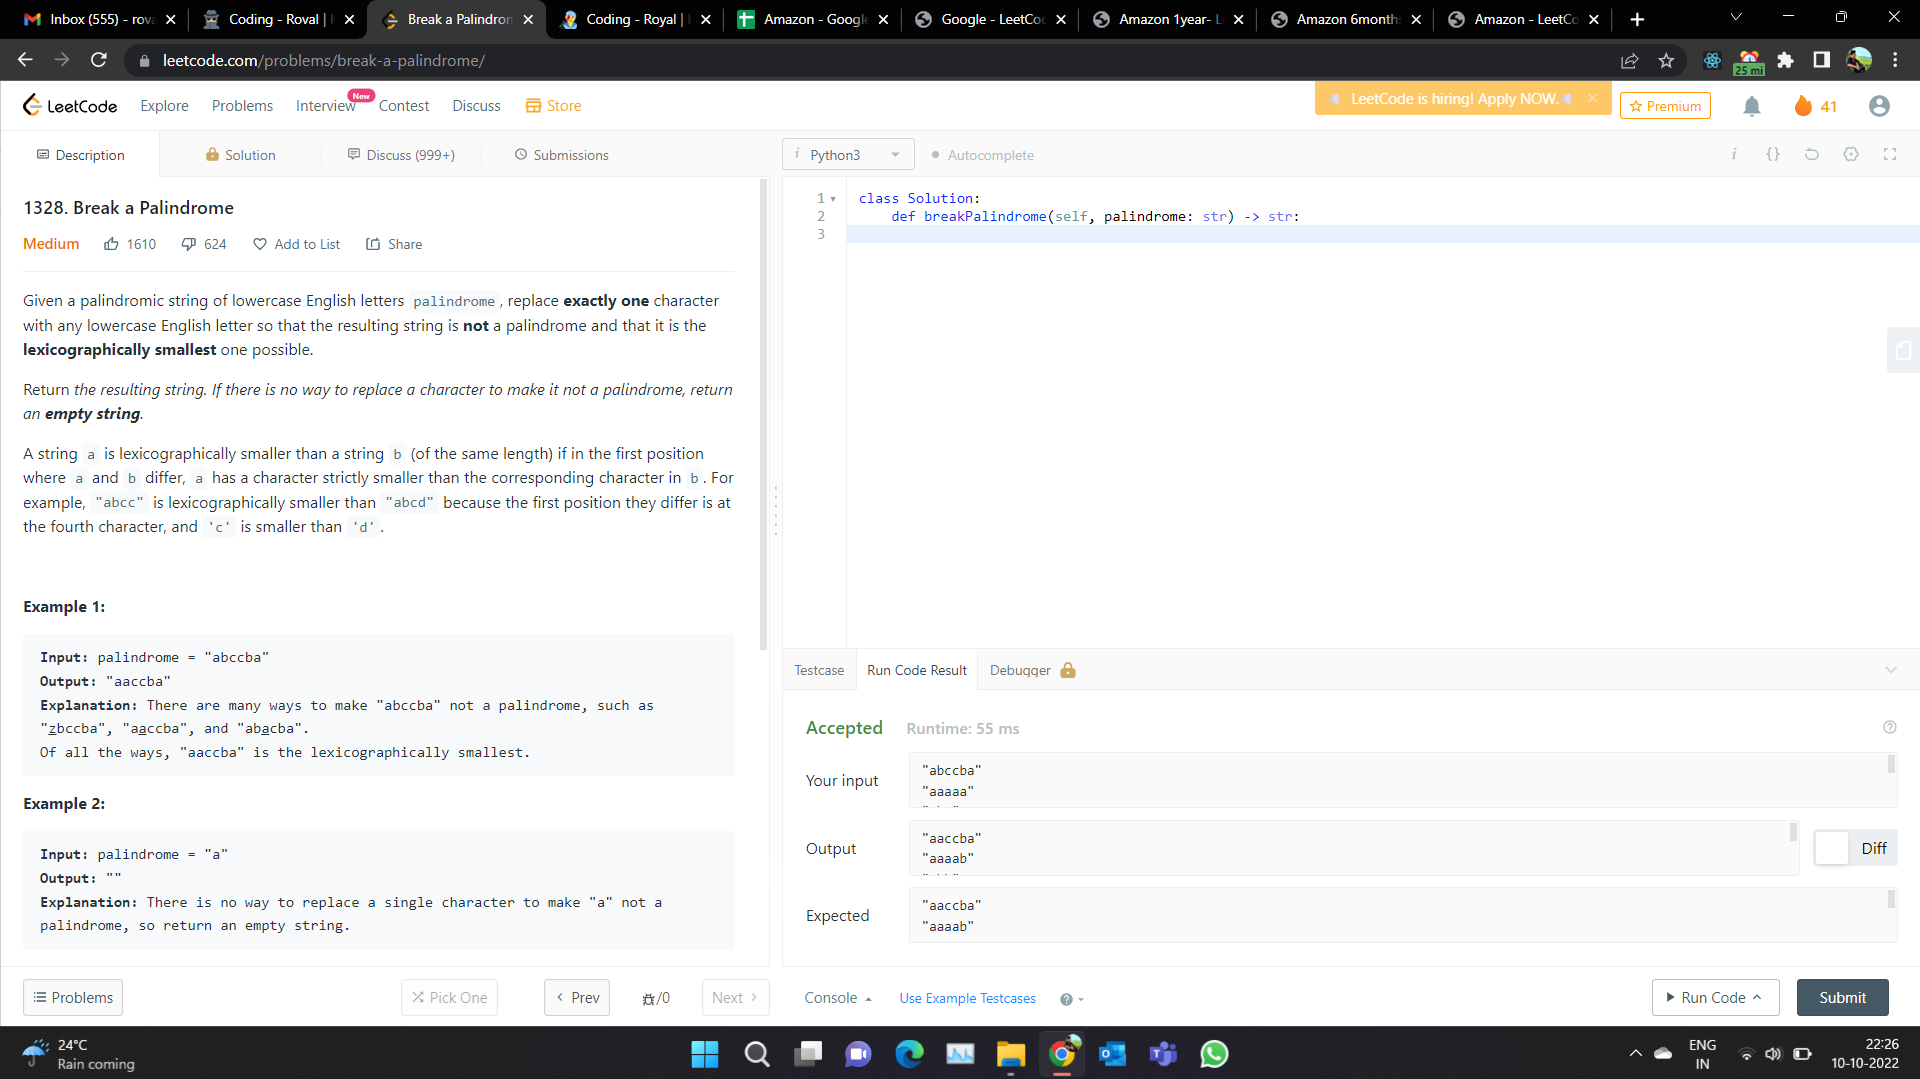 Inbox (555) - rova
Coding - Roval |
Break a Palindrom
Coding - Royal |
Amazon - Google
Google - LeetCo
Amazon 1year- L
Amazon 6month
Amazon - LeetCo
leetcode.com/problems/break-a-palindrome/
25 mi
LeetCode
Explore
Problems
Interview
New
Contest
Discuss
Store
LeetCode is hiring! Apply NOW.
Premium
41
Description
Solution
Discuss (999+)
Submissions
i Python3
Autocomplete
i
{}
1328. Break a Palindrome
Medium
1610
624
Add to List
Share
Given a palindromic string of lowercase English letters palindrome, replace exactly one character
with any lowercase English letter so that the resulting string is not a palindrome and that it is the
lexicographically smallest one possible.
Return the resulting string. If there is no way to replace a character to make it not a palindrome, return
an empty string.
A string a is lexicographically smaller than a string b (of the same length) if in the first position
where a and b differ, a has a character strictly smaller than the corresponding character in b. For
example, "abcc" is lexicographically smaller than "abcd" because the first position they differ is at
the fourth character, and 'c' is smaller than 'd'.
Example 1:
Input: palindrome = "abccba"
Output: "aaccba"
Explanation: There are many ways to make "abccba" not a palindrome, such as
"zbccba", "aaccba", and "abacba".
Of all the ways, "aaccba" is the lexicographically smallest.
Example 2:
Input: palindrome = "a"
Output: ""
Explanation: There is no way to replace a single character to make "a" not a
palindrome, so return an empty string.
1 class Solution:
2 def breakPalindrome(self, palindrome: str) -> str:
3
Testcase
Run Code Result
Debugger
Accepted
Runtime: 55 ms
Your input
"abccba"
"aaaaa"
Output
"aaccba"
"aaaab"
Diff
Expected
"aaccba"
"aaaab"
Problems
Pick One
Prev
/0
Next
Console
Use Example Testcases
Run Code
Submit
24°C
Rain coming
ENG
IN
22:26
10-10-2022